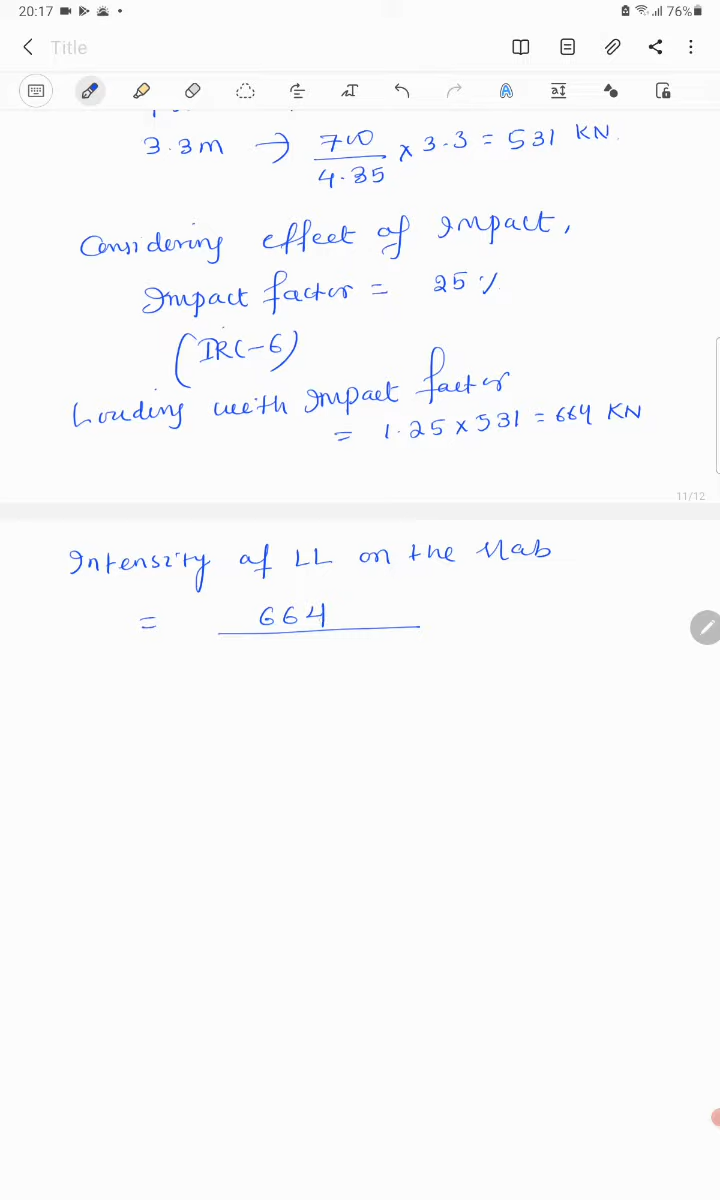 20:17 76%
Title
3.3m → 700/4.35 × 3.3 = 531 KN.
Considering effect of impact,
Impact factor = 25 %
(IRC-6)
Loading with impact factor
= 1.25 × 531 = 664 KN
11/12
Intensity of LL on the slab
= 664